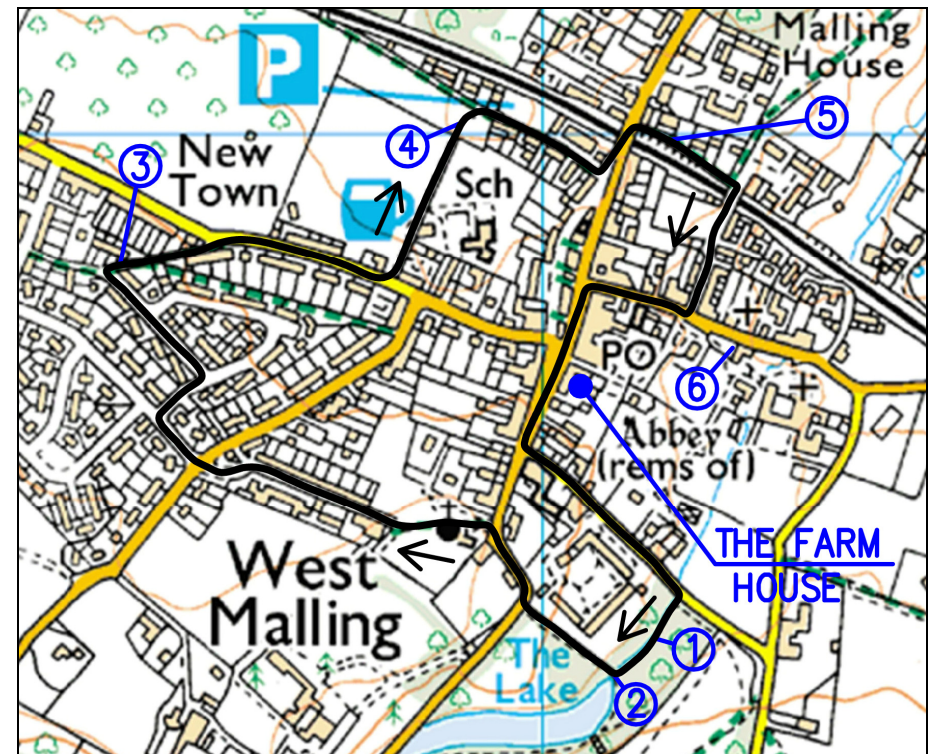 Malling
House
P
5
4
3
New
Town
Sch
PO
6
Abbey
(rems of)
THE FARM
HOUSE
West
Malling
1
The
Lake
2